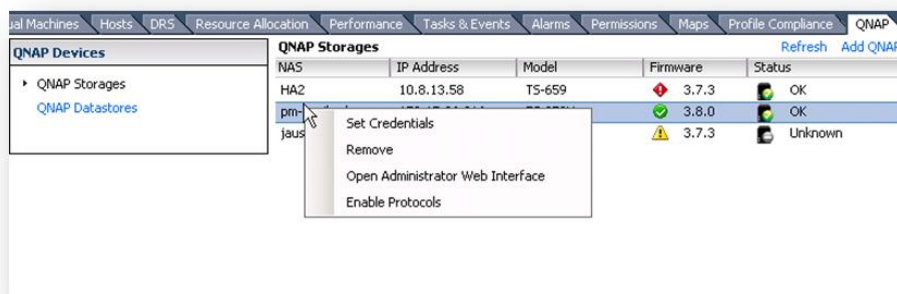 ual Machines Hosts DRS Resource Allocation Performance Tasks & Events Alarms Permissions Maps Profile Compliance QNAP
QNAP Devices
QNAP Storages
QNAP Datastores
QNAP Storages Refresh Add QNAP
NAS IP Address Model Firmware Status
HA2 10.8.13.58 TS-659 3.7.3 OK
pm- 3.8.0 OK
jaus 3.7.3 Unknown
Set Credentials
Remove
Open Administrator Web Interface
Enable Protocols